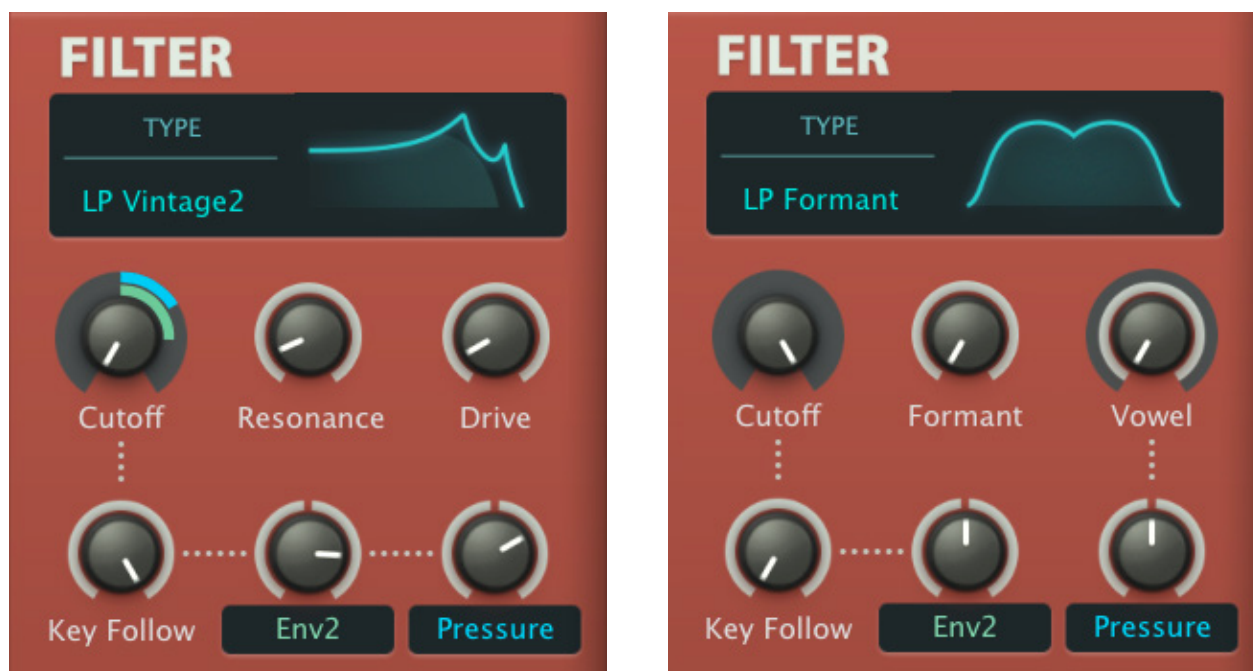 FILTER
TYPE
LP Vintage2
Cutoff Resonance Drive
Key Follow Env2 Pressure
FILTER
TYPE
LP Formant
Cutoff Formant Vowel
Key Follow Env2 Pressure